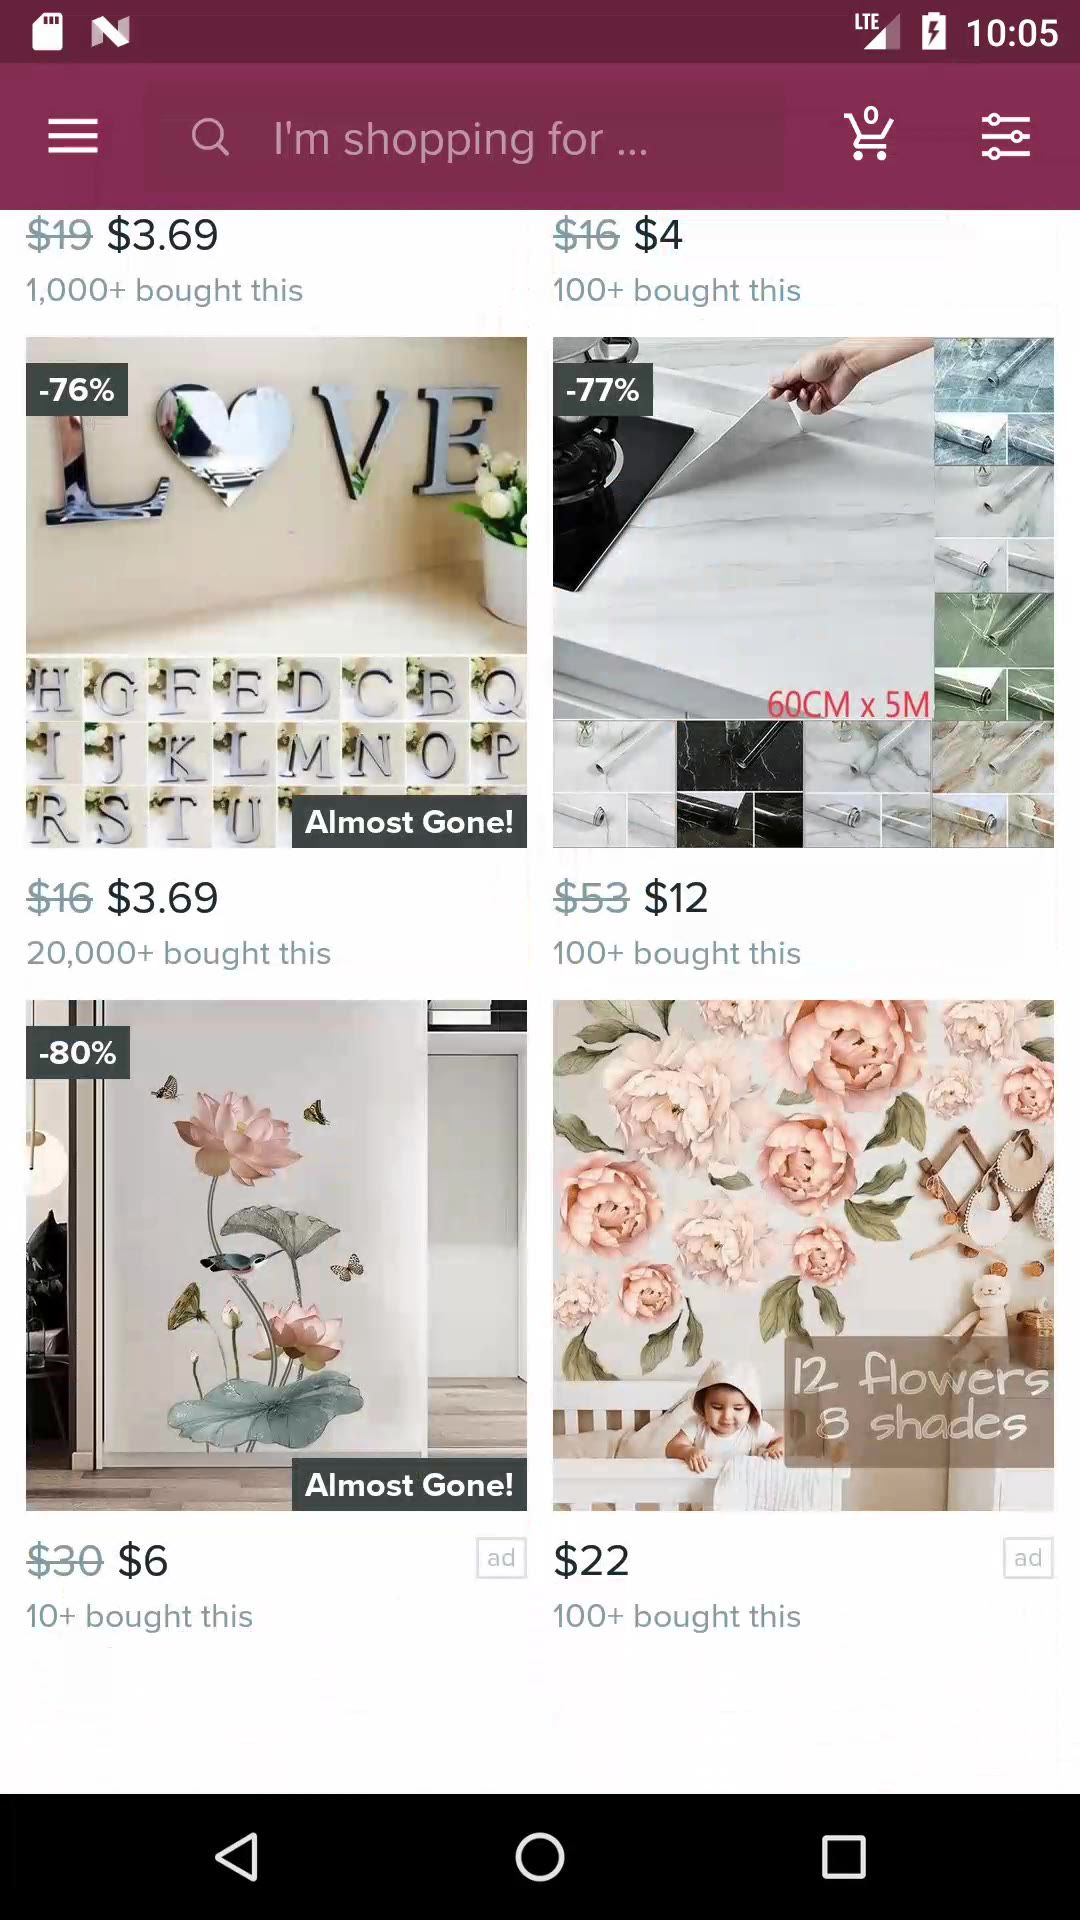 LTE 10:05
0
I'm shopping for ...
$19 $3.69
$16 $4
1,000+ bought this
100+ bought this
-76%
-77%
L VE
60CM x 5M
H G F E D C B Q
I J K L M N O P
R S T U
Almost Gone!
$16 $3.69
$53 $12
20,000+ bought this
100+ bought this
-80%
12 flowers
8 shades
Almost Gone!
$30 $6 ad
$22 ad
10+ bought this
100+ bought this